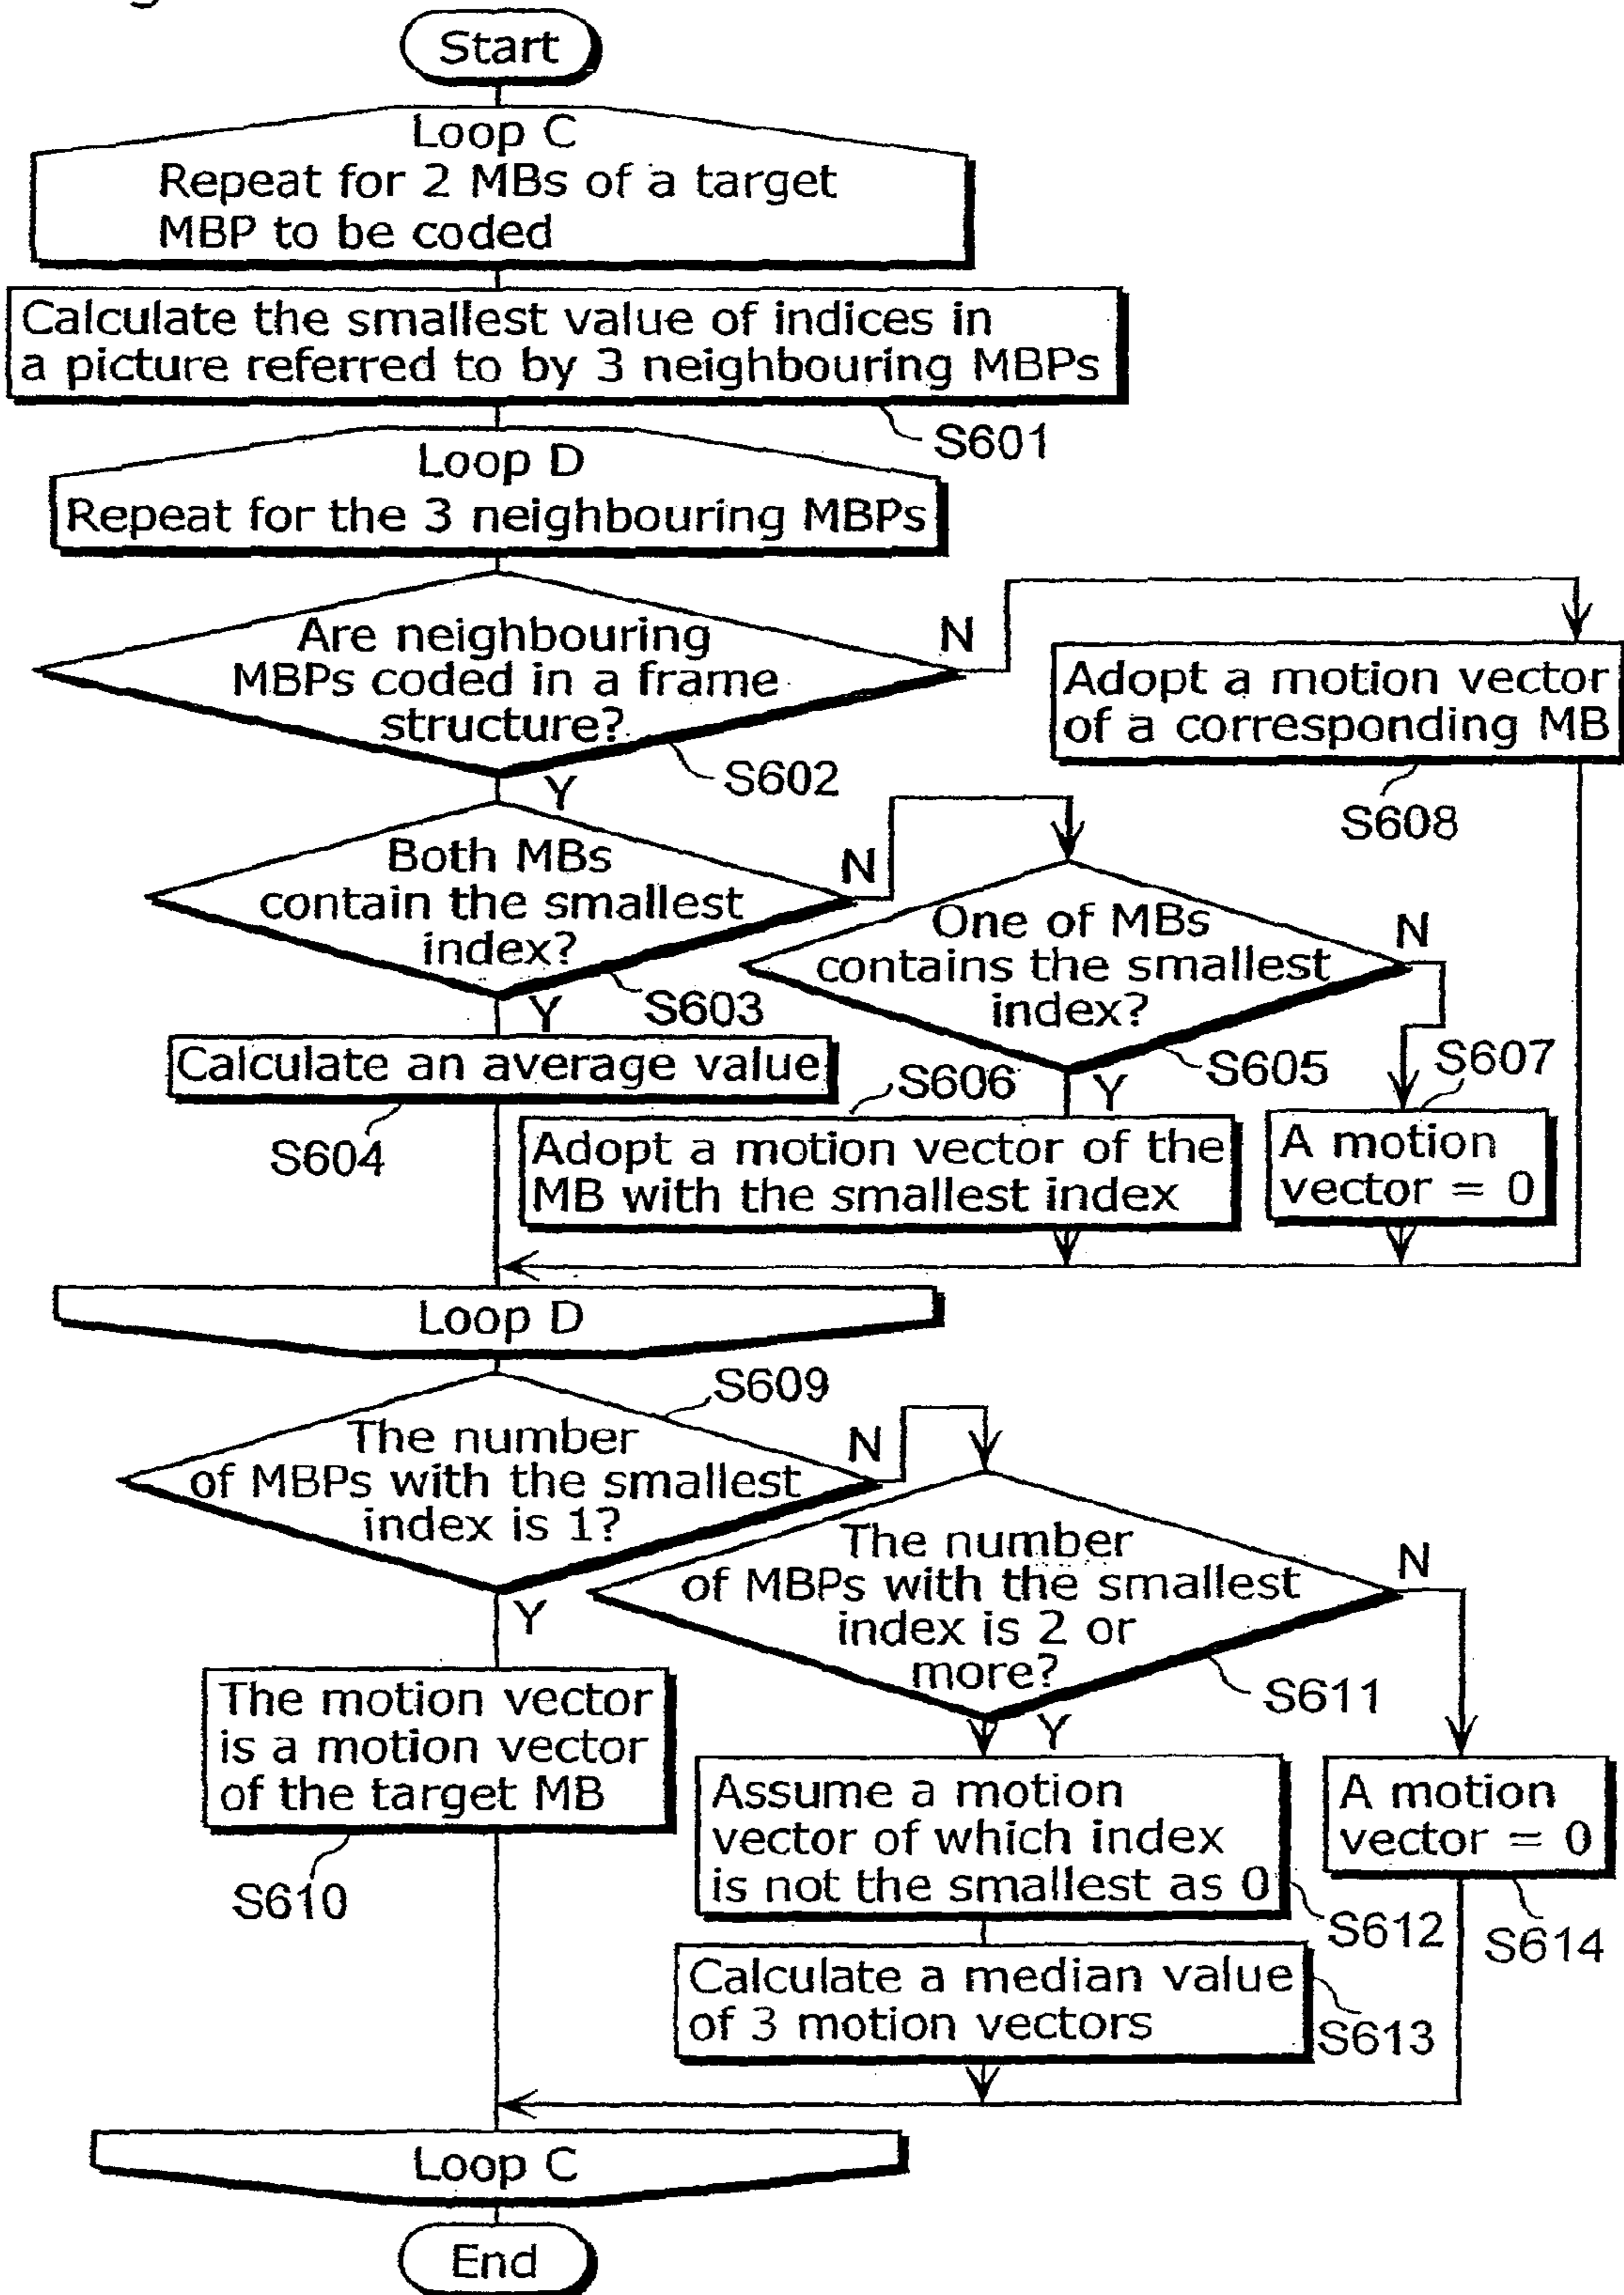 Start
Loop C
Repeat for 2 MBs of a target
MBP to be coded
Calculate the smallest value of indices in
a picture referred to by 3 neighbouring MBPs
S601
Loop D
Repeat for the 3 neighbouring MBPs
Are neighbouring
MBPs coded in a frame
structure?
N
Y
S602
Adopt a motion vector
of a corresponding MB
S608
Both MBs
contain the smallest
index?
N
Y
S603
One of MBs
contains the smallest
index?
N
Y
S605
Calculate an average value
S604
S606
Adopt a motion vector of the
MB with the smallest index
S607
A motion
vector = 0
Loop D
S609
The number
of MBPs with the smallest
index is 1?
N
Y
The number
of MBPs with the smallest
index is 2 or
more?
N
Y
S611
The motion vector
is a motion vector
of the target MB
S610
Assume a motion
vector of which index
is not the smallest as 0
S612
A motion
vector = 0
S614
Calculate a median value
of 3 motion vectors
S613
Loop C
End